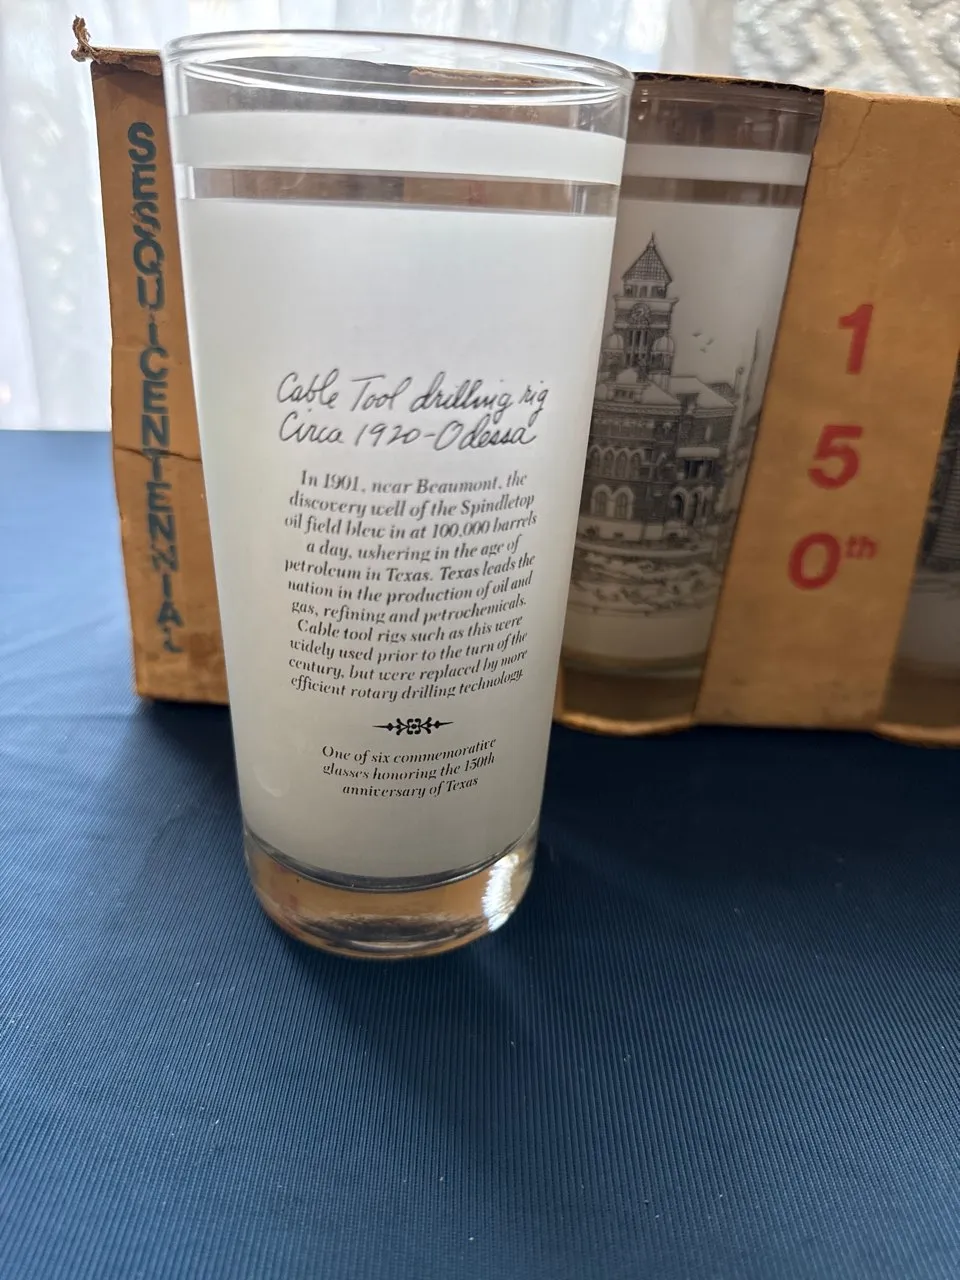 SESQUICENTENNIAL
Cable Tool drilling rig
Circa 1920-Odessa
In 1901, near Beaumont, the
discovery well of the Spindletop
oil field blew in at 100,000 barrels
a day, ushering in the age of
petroleum in Texas. Texas leads the
nation in the production of oil and
gas, refining and petrochemicals.
Cable tool rigs such as this were
widely used prior to the turn of the
century, but were replaced by more
efficient rotary drilling technology.
One of six commemorative
glasses honoring the 150th
anniversary of Texas
1
5
0th